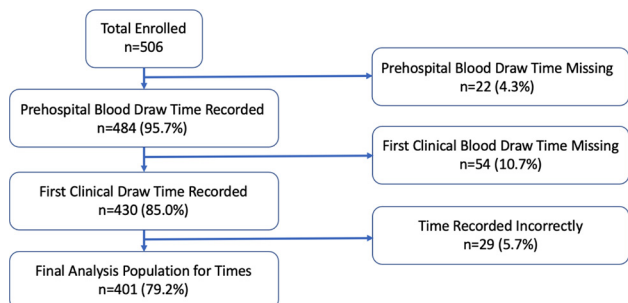 Total Enrolled
n=506
Prehospital Blood Draw Time Missing
n=22 (4.3%)
Prehospital Blood Draw Time Recorded
n=484 (95.7%)
First Clinical Blood Draw Time Missing
n=54 (10.7%)
First Clinical Draw Time Recorded
n=430 (85.0%)
Time Recorded Incorrectly
n=29 (5.7%)
Final Analysis Population for Times
n=401 (79.2%)